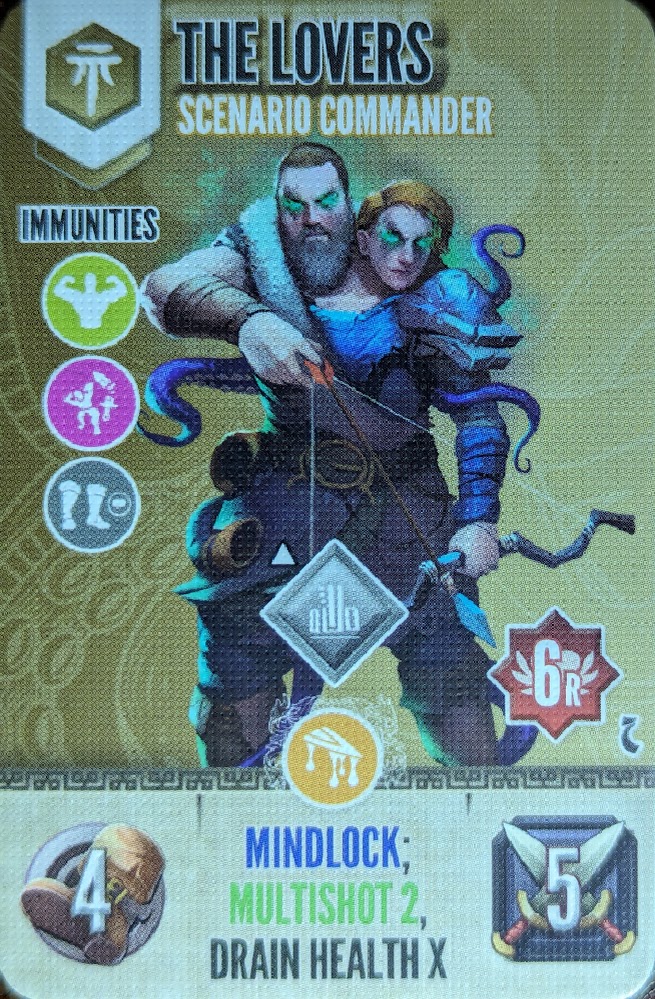 THE LOVERS
SCENARIO COMMANDER
IMMUNITIES
6R
4
MINDLOCK;
MULTISHOT 2,
DRAIN HEALTH X
5